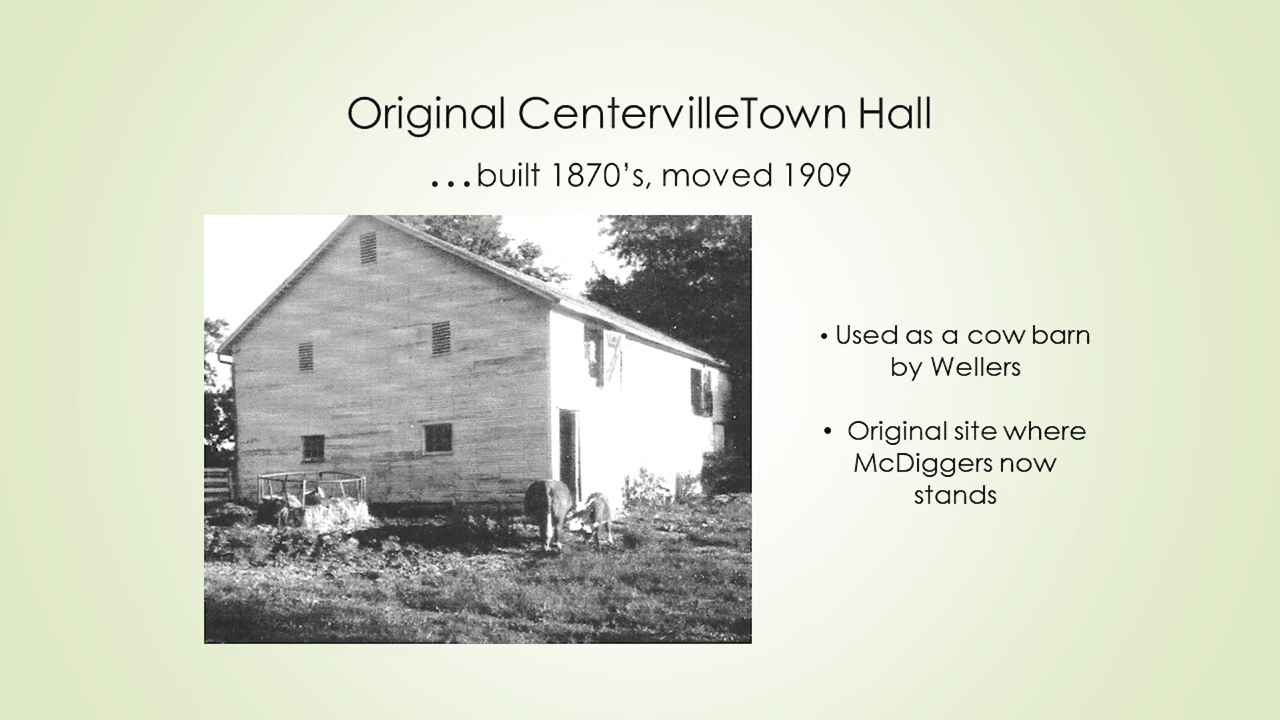 Original CentervilleTown Hall
...built 1870's, moved 1909
• Used as a cow barn
by Wellers
• Original site where
McDiggers now
stands